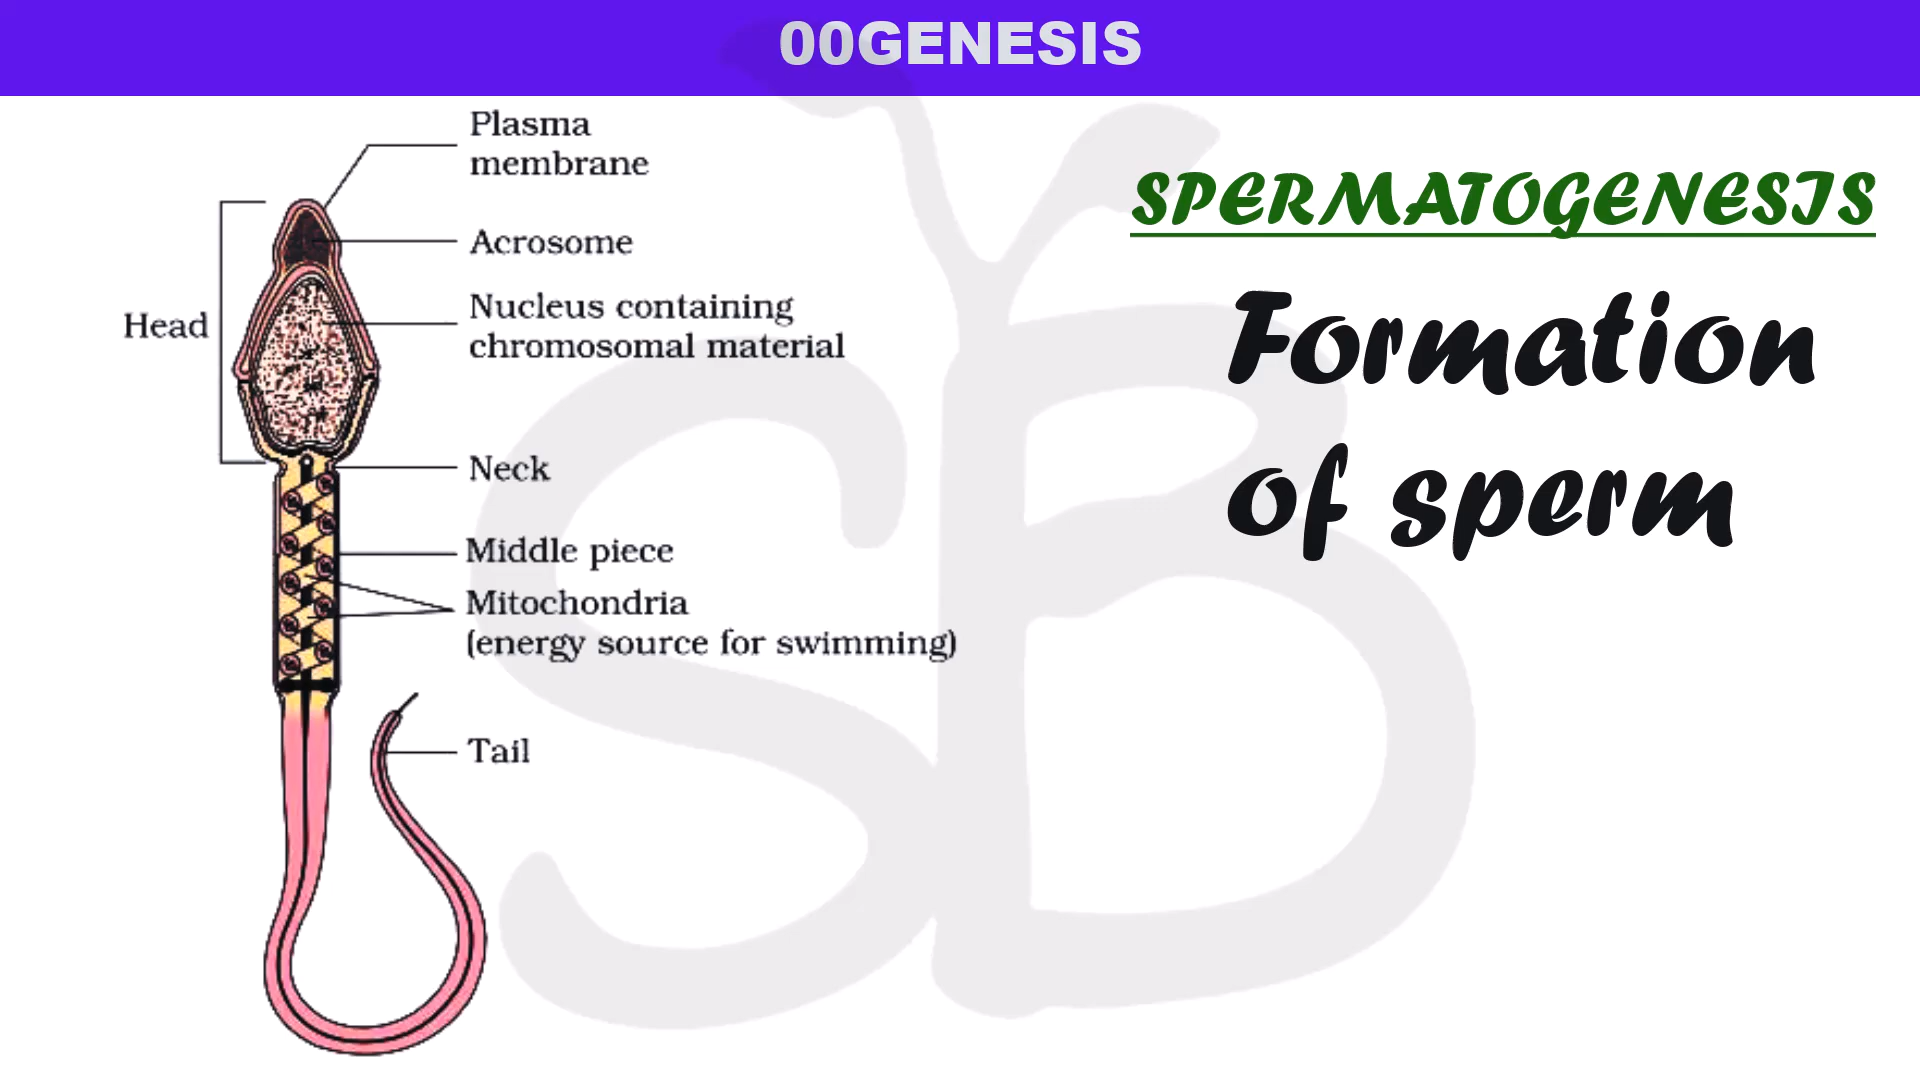 00GENESIS
Plasma
membrane
Acrosome
Nucleus containing
chromosomal material
Head
Neck
Middle piece
Mitochondria
(energy source for swimming)
Tail
SPERMATOGENESIS
Formation
of sperm
SB